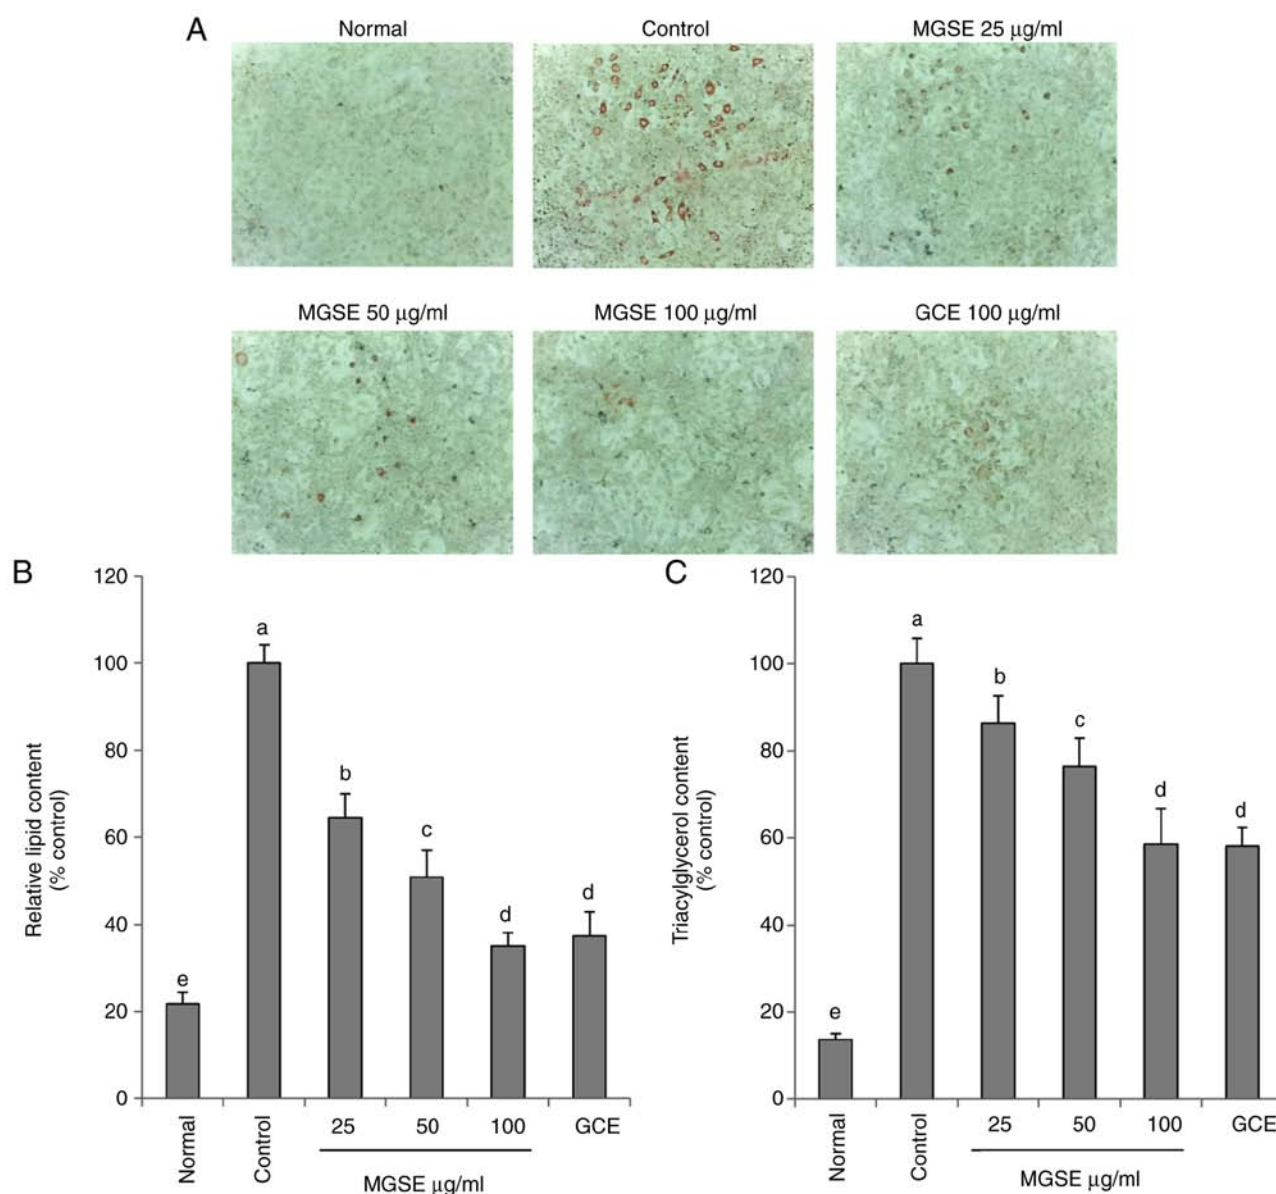 A
Normal
Control
MGSE 25 µg/ml
MGSE 50 µg/ml
MGSE 100 µg/ml
GCE 100 µg/ml
B
Relative lipid content
(% control)
120
100
80
60
40
20
0
e
a
b
c
d
d
Normal
Control
25
50
100
GCE
MGSE µg/ml
C
Triacylglycerol content
(% control)
120
100
80
60
40
20
0
e
a
b
c
d
d
Normal
Control
25
50
100
GCE
MGSE µg/ml